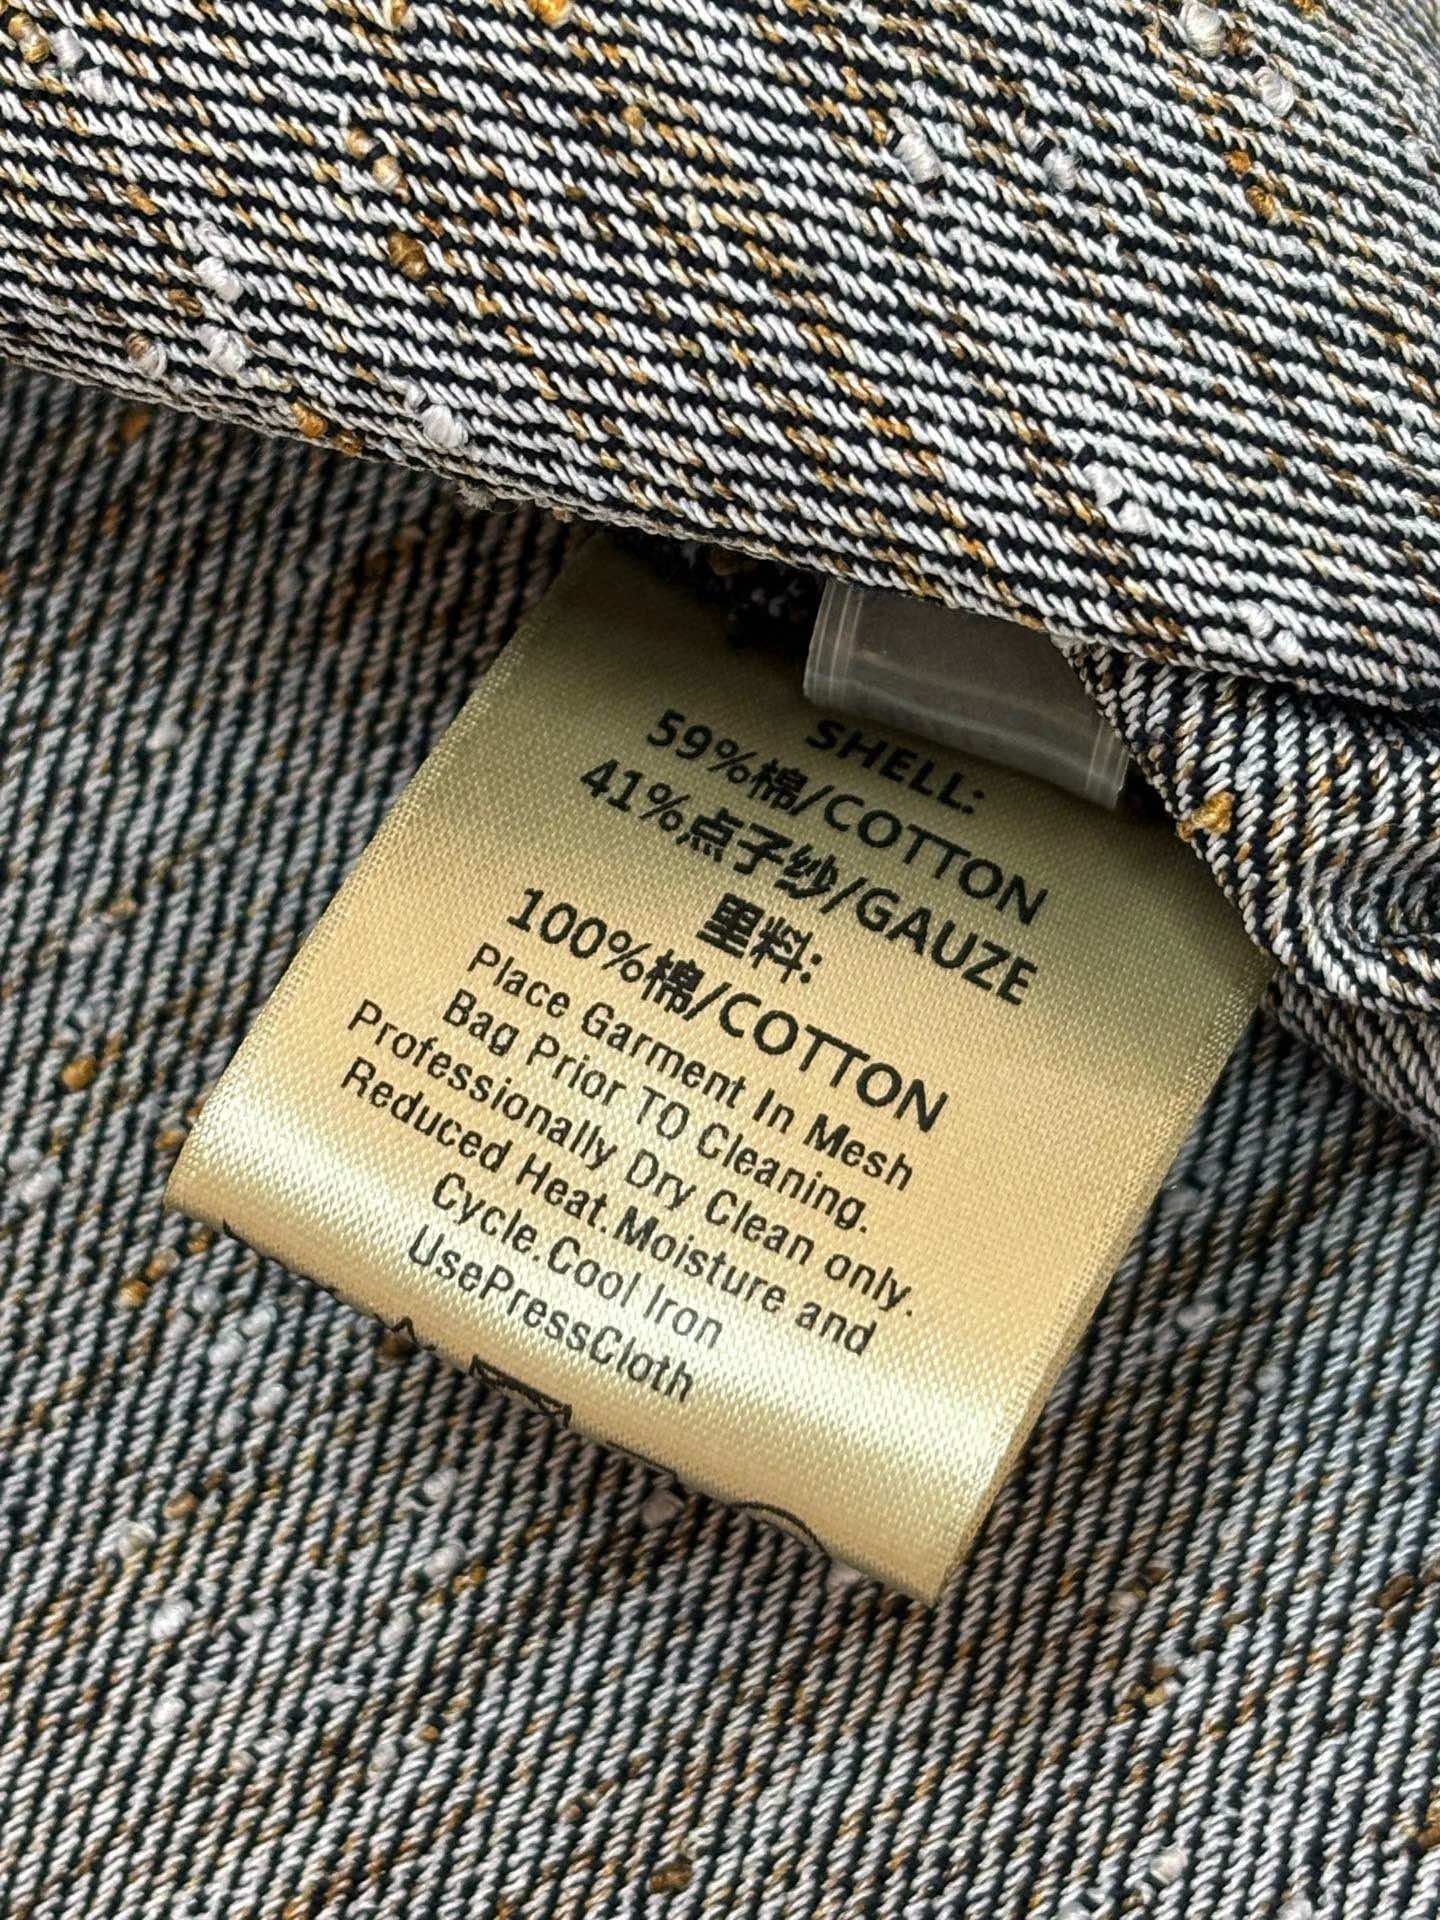 SHELL:
59%棉/COTTON
41%点子纱/GAUZE
里料:
100%棉/COTTON
Place Garment In Mesh
Bag Prior TO Cleaning.
Professionally Dry Clean only.
Reduced Heat.Moisture and
Cycle.Cool Iron
UsePressCloth